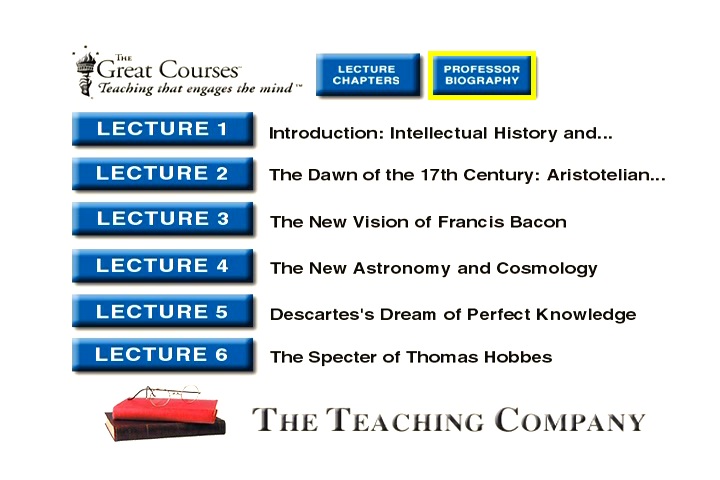 THE
Great Courses™
Teaching that engages the mind™
LECTURE CHAPTERS
PROFESSOR BIOGRAPHY
LECTURE 1 Introduction: Intellectual History and...
LECTURE 2 The Dawn of the 17th Century: Aristotelian...
LECTURE 3 The New Vision of Francis Bacon
LECTURE 4 The New Astronomy and Cosmology
LECTURE 5 Descartes's Dream of Perfect Knowledge
LECTURE 6 The Specter of Thomas Hobbes
THE TEACHING COMPANY